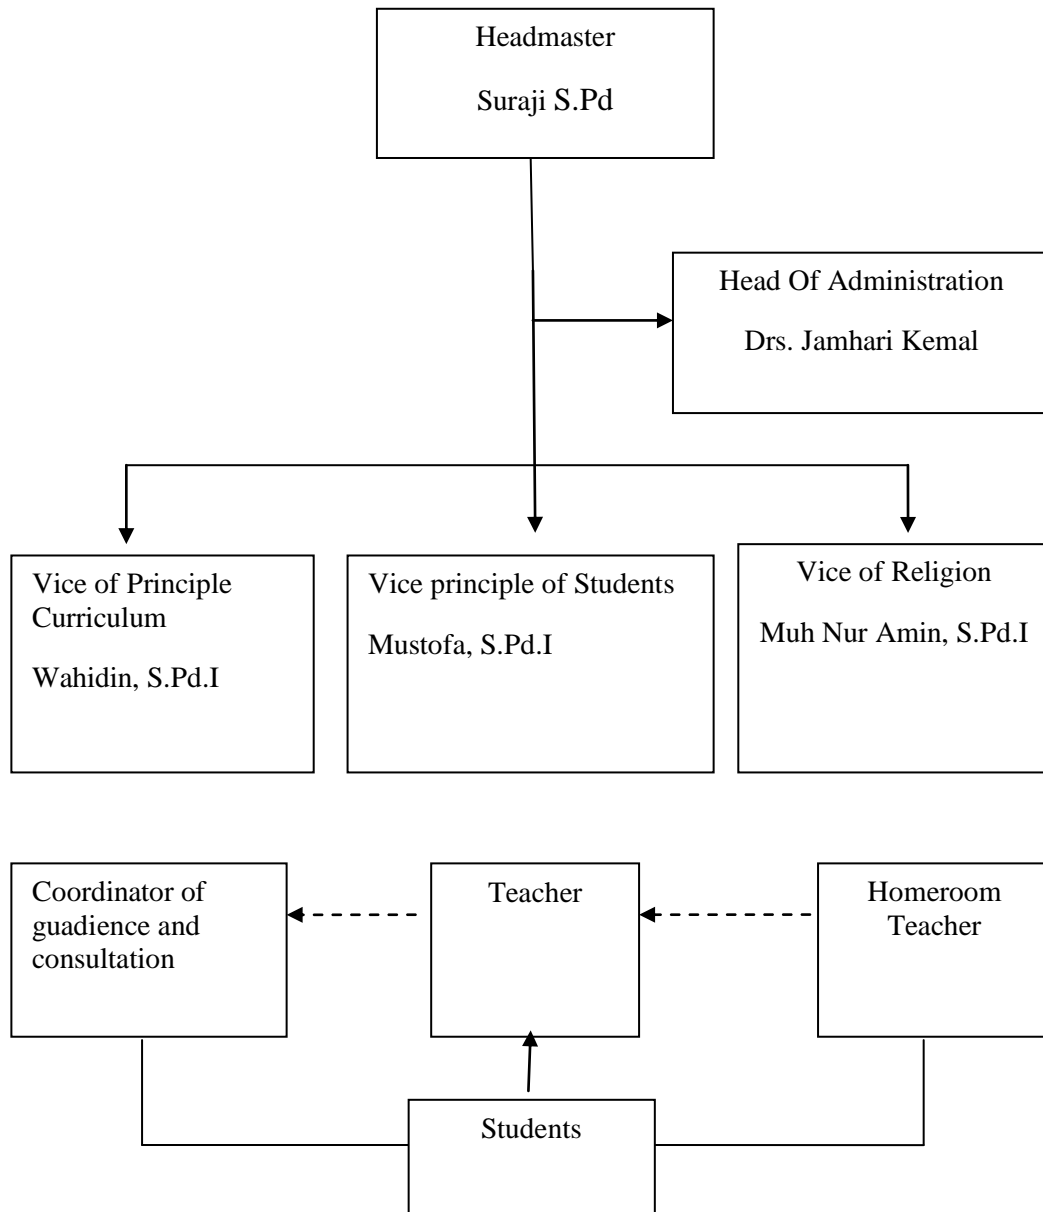 Headmaster
Suraji S.Pd
Head Of Administration
Drs. Jamhari Kemal
Vice of Principle
Curriculum
Wahidin, S.Pd.I
Vice principle of Students
Mustofa, S.Pd.I
Vice of Religion
Muh Nur Amin, S.Pd.I
Coordinator of
guadience and
consultation
Teacher
Homeroom
Teacher
Students